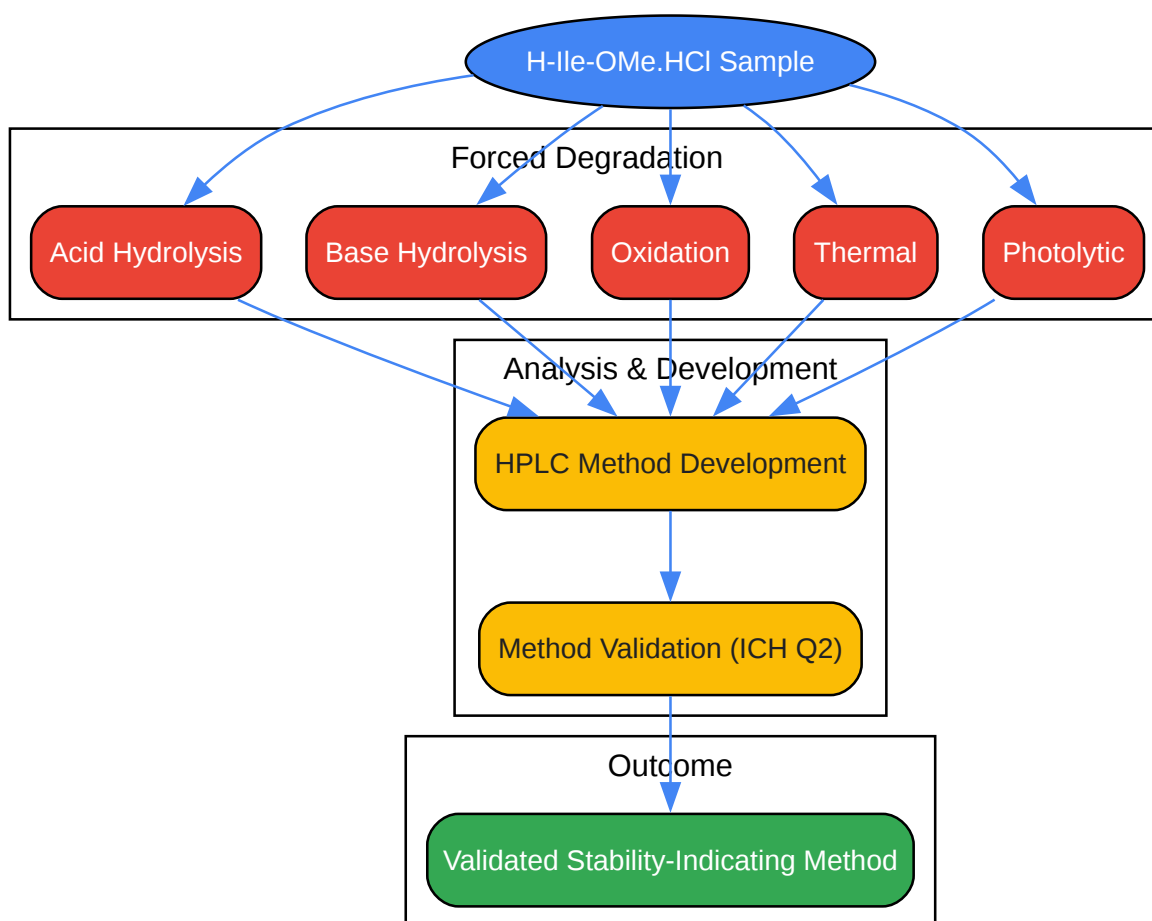 H-Ile-OMe.HCl Sample
Forced Degradation
Acid Hydrolysis
Base Hydrolysis
Oxidation
Thermal
Photolytic
Analysis & Development
HPLC Method Development
Method Validation (ICH Q2)
Outcome
Validated Stability-Indicating Method